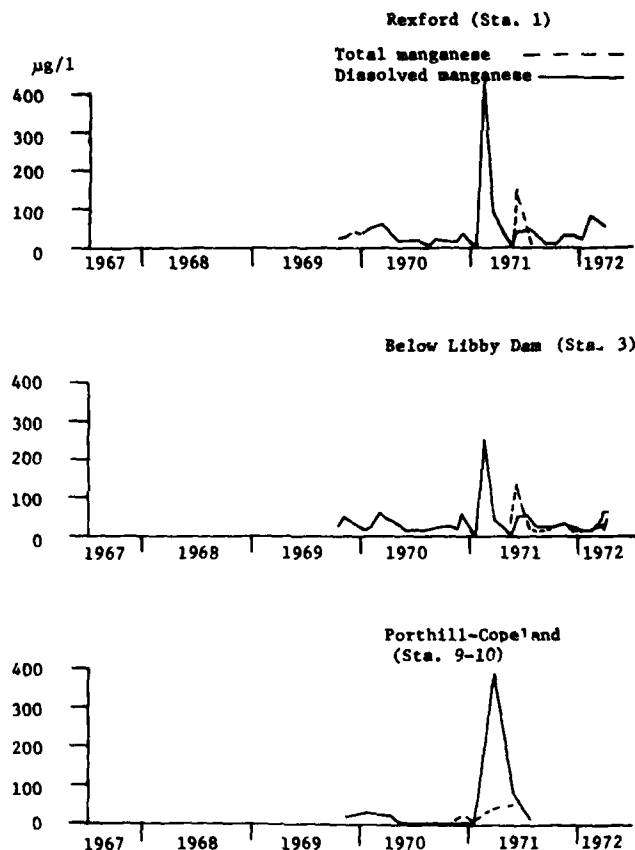 Rexford (Sta. 1)
Total manganese
Dissolved manganese
µg/l
400
300
200
100
0
1967 1968 1969 1970 1971 1972
Below Libby Dam (Sta. 3)
400
300
200
100
0
1967 1968 1969 1970 1971 1972
Porthill-Copeland
(Sta. 9-10)
400
300
200
100
0
1967 1968 1969 1970 1971 1972